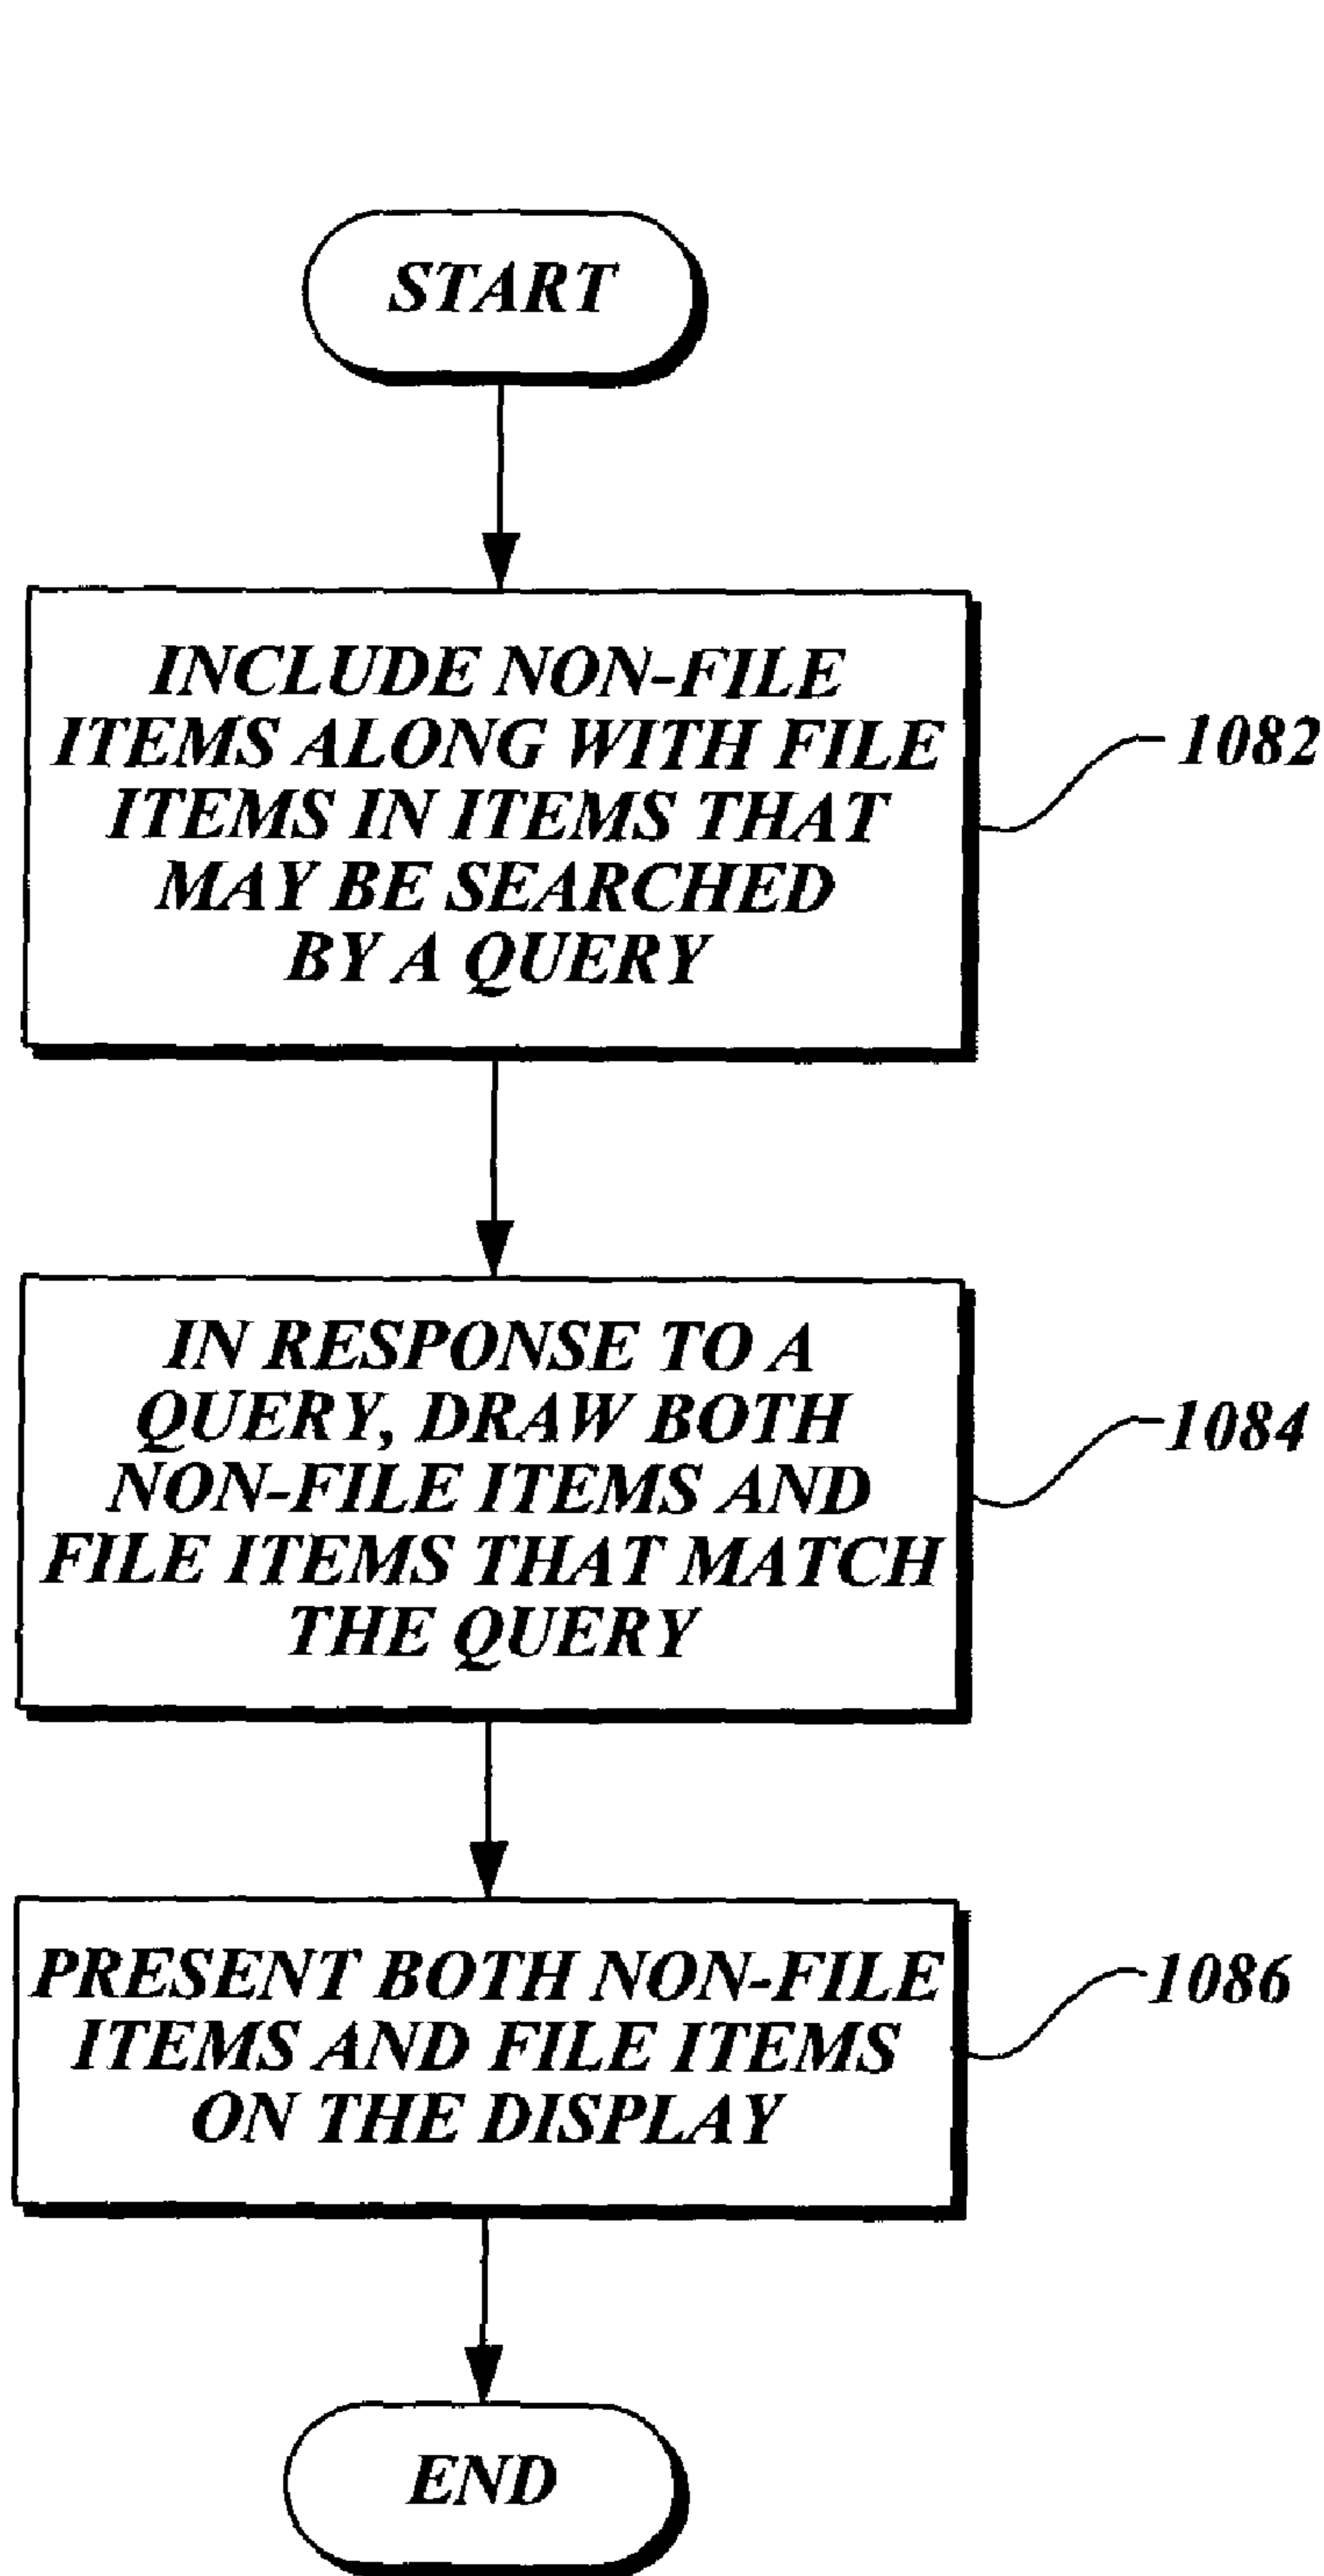 START
INCLUDE NON-FILE
ITEMS ALONG WITH FILE
ITEMS IN ITEMS THAT
MAY BE SEARCHED
BY A QUERY
1082
IN RESPONSE TO A
QUERY, DRAW BOTH
NON-FILE ITEMS AND
FILE ITEMS THAT MATCH
THE QUERY
1084
PRESENT BOTH NON-FILE
ITEMS AND FILE ITEMS
ON THE DISPLAY
1086
END